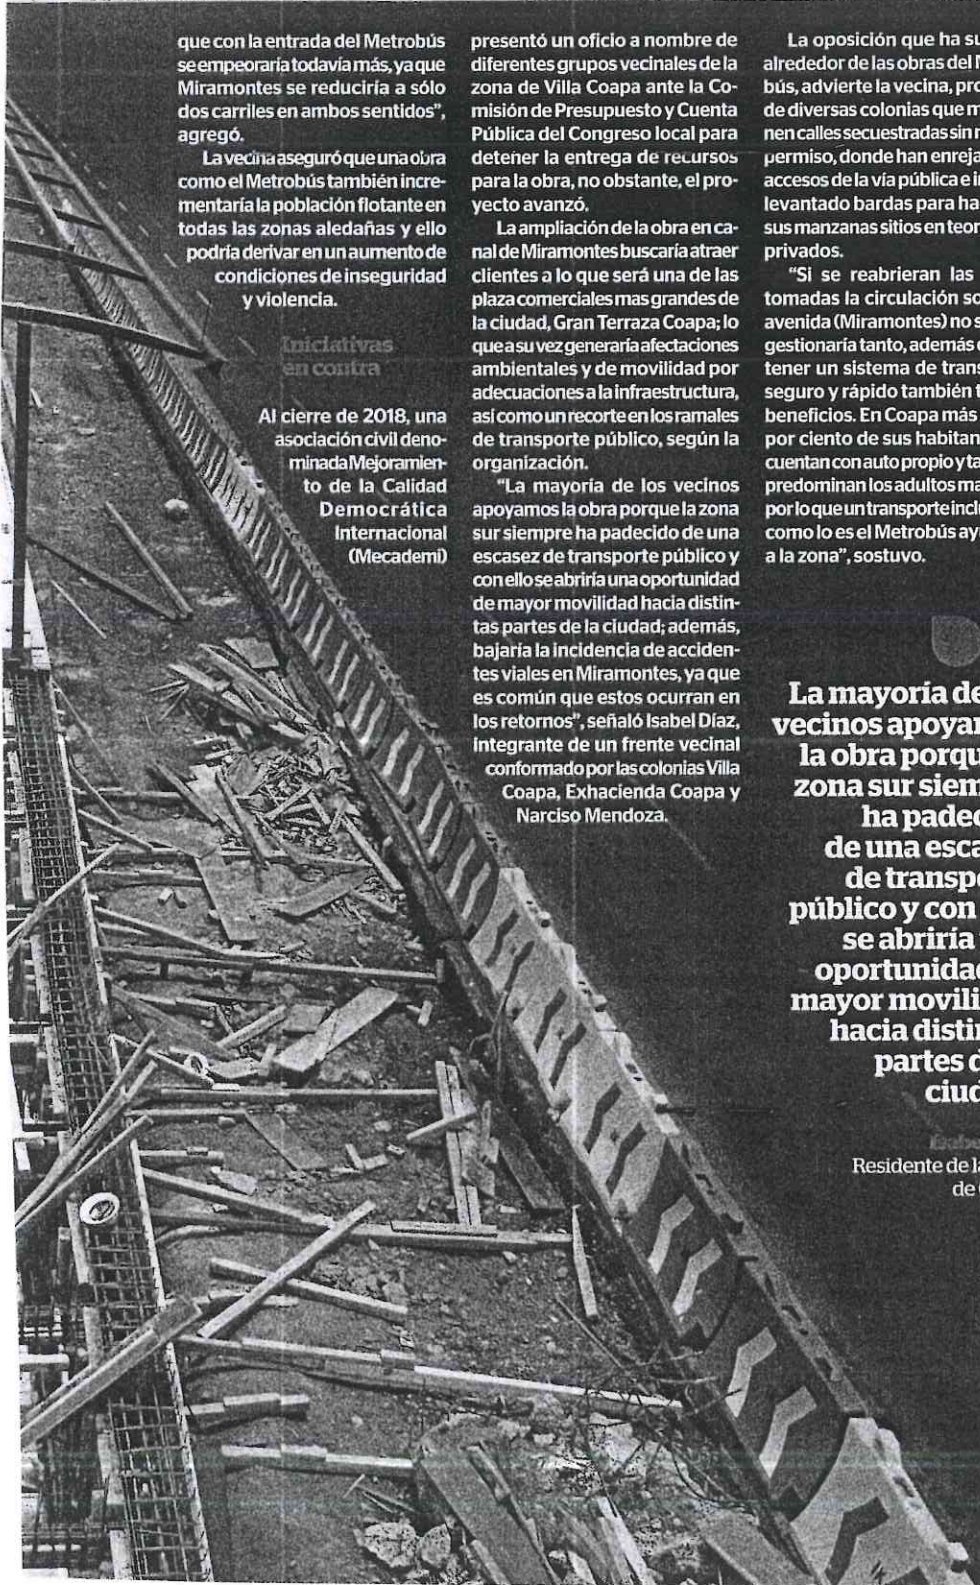 que con la entrada del Metrobús
se empeoraría todavía más, ya que
Miramontes se reduciría a sólo
dos carriles en ambos sentidos”,
agregó.
La vecina aseguró que una obra
como el Metrobús también incre-
mentaría la población flotante en
todas las zonas aledañas y ello
podría derivar en un aumento de
condiciones de inseguridad
y violencia.
Iniciativas
en contra
Al cierre de 2018, una
asociación civil deno-
minada Mejoramien-
to de la Calidad
Democrática
Internacional
(Mecademi)
presentó un oficio a nombre de
diferentes grupos vecinales de la
zona de Villa Coapa ante la Co-
misión de Presupuesto y Cuenta
Pública del Congreso local para
detener la entrega de recursos
para la obra, no obstante, el pro-
yecto avanzó.
La ampliación de la obra en ca-
nal de Miramontes buscaría atraer
clientes a lo que será una de las
plaza comerciales mas grandes de
la ciudad, Gran Terraza Coapa; lo
que a su vez generaría afectaciones
ambientales y de movilidad por
adecuaciones a la infraestructura,
así como un recorte en los ramales
de transporte público, según la
organización.
“La mayoría de los vecinos
apoyamos la obra porque la zona
sur siempre ha padecido de una
escasez de transporte público y
con ello se abriría una oportunidad
de mayor movilidad hacia distin-
tas partes de la ciudad; además,
bajaría la incidencia de acciden-
tes viales en Miramontes, ya que
es común que estos ocurran en
los retornos”, señaló Isabel Díaz,
integrante de un frente vecinal
conformado por las colonias Villa
Coapa, Exhacienda Coapa y
Narciso Mendoza.
La oposición que ha su
alrededor de las obras del
bús, advierte la vecina, pro
de diversas colonias que m
nen calles secuestradas sin
permiso, donde han enreja
accesos de la vía pública e i
levantado bardas para ha
sus manzanas sitios en teor
privados.
“Si se reabrieran las
tomadas la circulación so
avenida (Miramontes) no s
gestionaría tanto, además
tener un sistema de trans
seguro y rápido también t
beneficios. En Coapa más
por ciento de sus habitan
cuentan con auto propio y ta
predominan los adultos ma
por lo que un transporte incl
como lo es el Metrobús ay
a la zona”, sostuvo.
La mayoría de
vecinos apoya
la obra porqu
zona sur siem
ha padec
de una esca
de transp
público y con
se abriría
oportunida
mayor movili
hacia distin
partes d
ciud
Residente de l
de